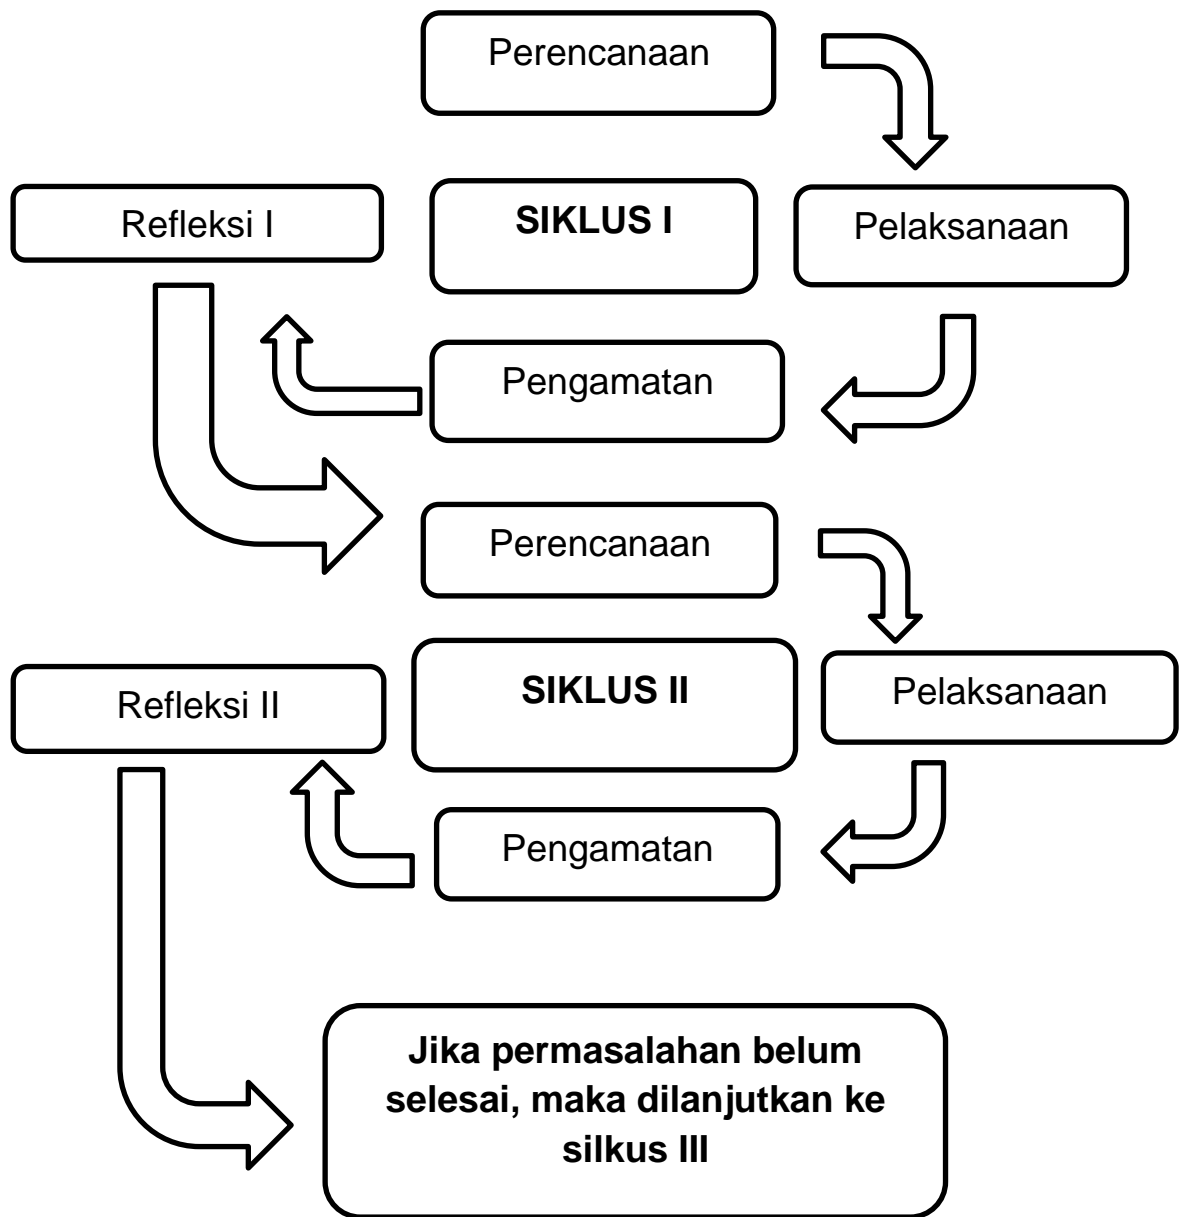 Perencanaan
Refleksi I
SIKLUS I
Pelaksanaan
Pengamatan
Perencanaan
Refleksi II
SIKLUS II
Pelaksanaan
Pengamatan
Jika permasalahan belum
selesai, maka dilanjutkan ke
silkus III